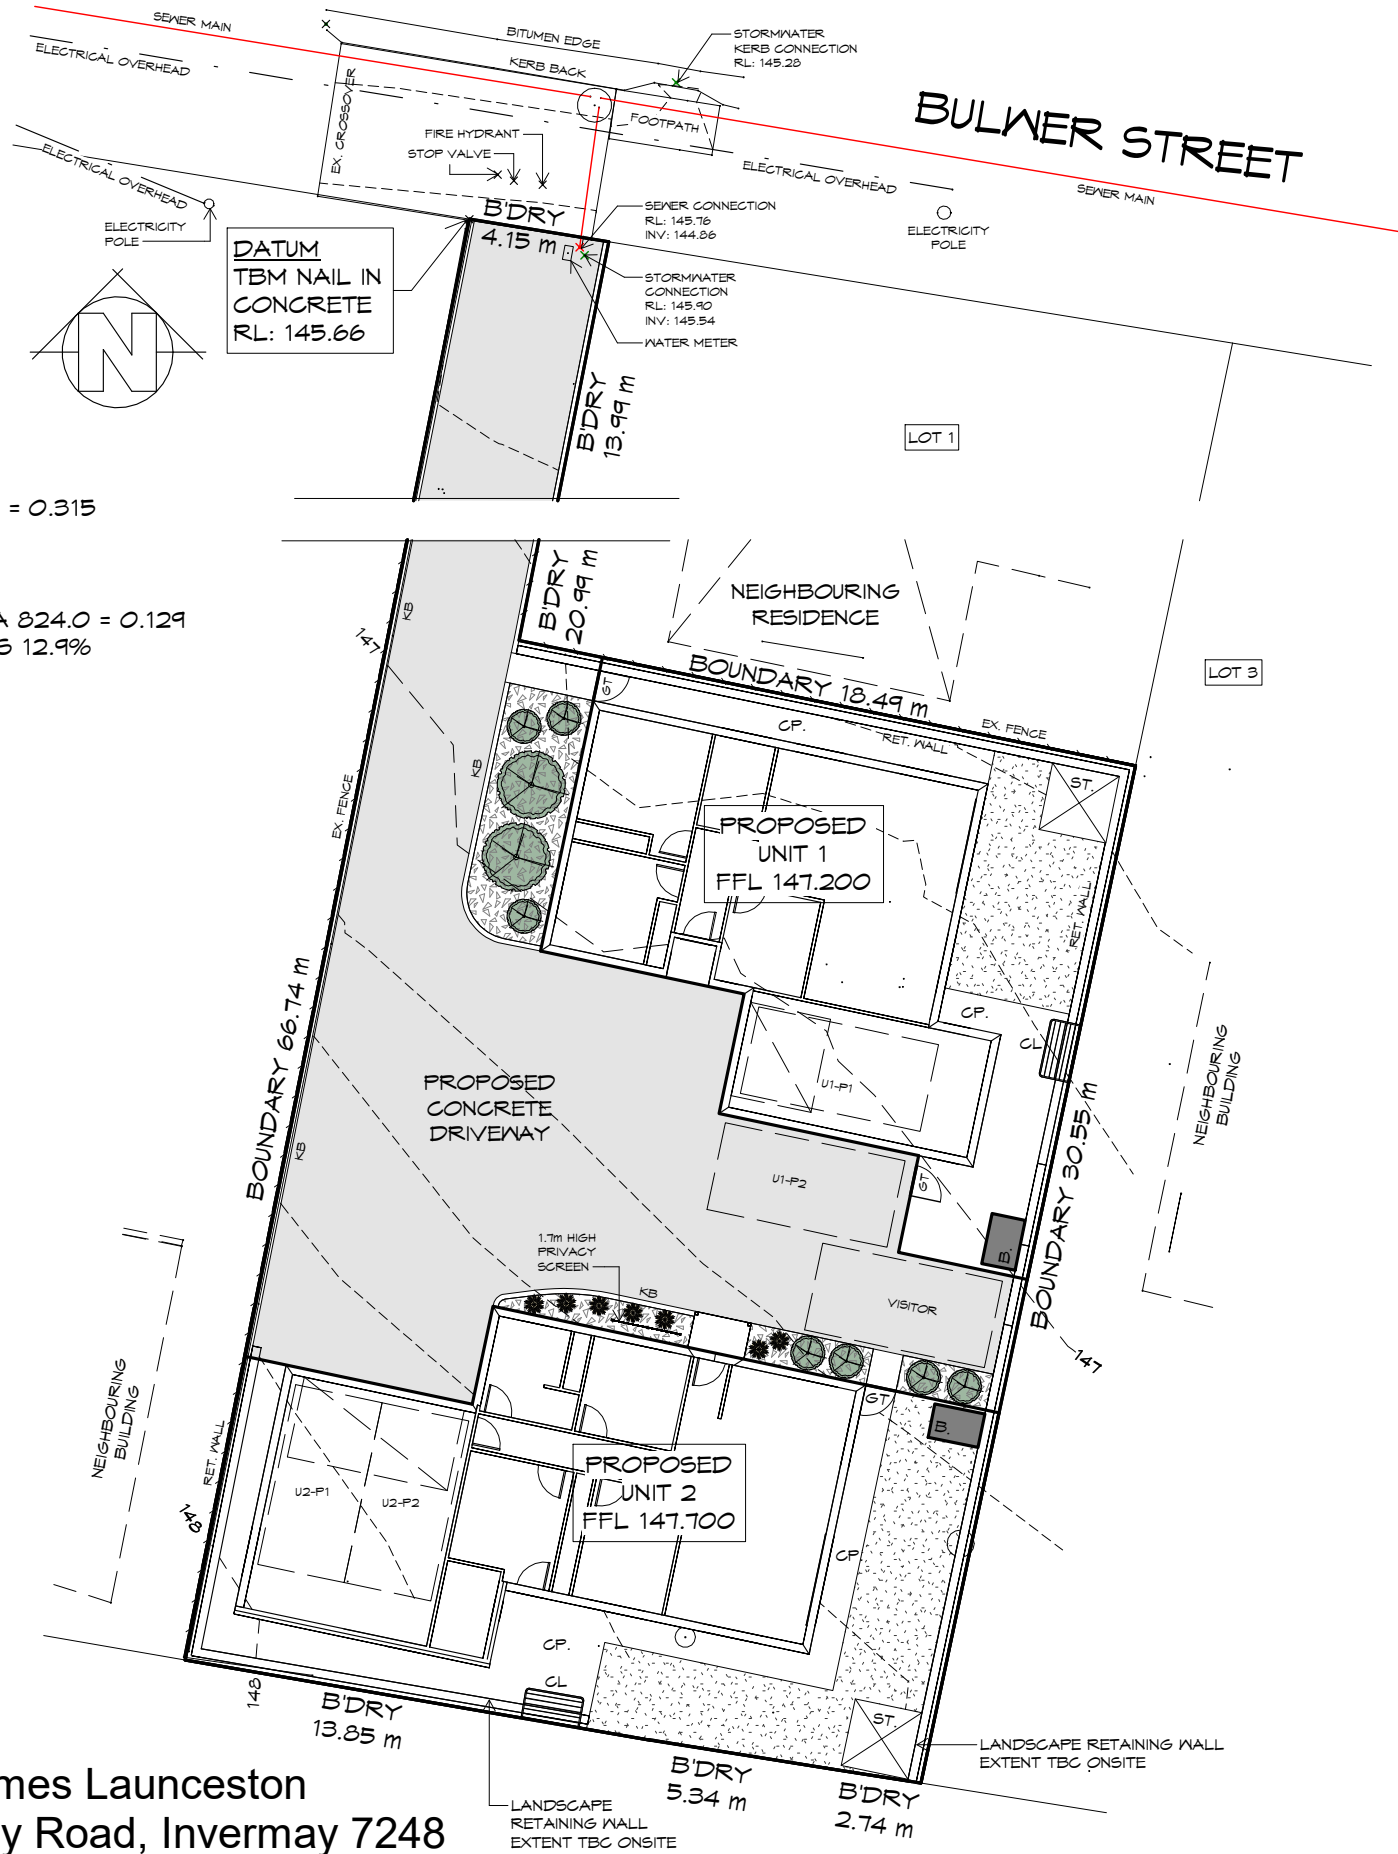 SEWER MAIN
BITUMEN EDGE
STORMWATER
KERB CONNECTION
RL: 145.28
ELECTRICAL OVERHEAD
KERB BACK
EX. CROSSOVER
FOOTPATH
BULWER STREET
FIRE HYDRANT
STOP VALVE
ELECTRICAL OVERHEAD
ELECTRICAL OVERHEAD
SEWER MAIN
ELECTRICITY
POLE
B'DRY
4.15 m
SEWER CONNECTION
RL: 145.76
INV: 144.86
ELECTRICITY
POLE
DATUM
TBM NAIL IN
CONCRETE
RL: 145.66
STORMWATER
CONNECTION
RL: 145.90
INV: 145.54
WATER METER
N
B'DRY
13.99 m
LOT 1
= 0.315
B'DRY
20.99 m
NEIGHBOURING
RESIDENCE
A 824.0 = 0.129
S 12.9%
KB
147
LOT 3
BOUNDARY 18.49 m
GT
CP.
RET. WALL
EX. FENCE
ST.
KB
EX. FENCE
PROPOSED
UNIT 1
FFL 147.200
RET. WALL
BOUNDARY 66.74 m
CP.
CL
U1-P1
NEIGHBOURING
BUILDING
PROPOSED
CONCRETE
DRIVEWAY
KB
BOUNDARY 30.55 m
U1-P2
GT
B.
1.7m HIGH
PRIVACY
SCREEN
KB
VISITOR
147
NEIGHBOURING
BUILDING
GT
B.
RET. WALL
PROPOSED
UNIT 2
FFL 147.700
U2-P1
U2-P2
148
CP
CP.
CL
148
B'DRY
13.85 m
ST.
LANDSCAPE RETAINING WALL
EXTENT TBC ONSITE
B'DRY
5.34 m
B'DRY
2.74 m
LANDSCAPE
RETAINING WALL
EXTENT TBC ONSITE
mes Launceston
y Road, Invermay 7248